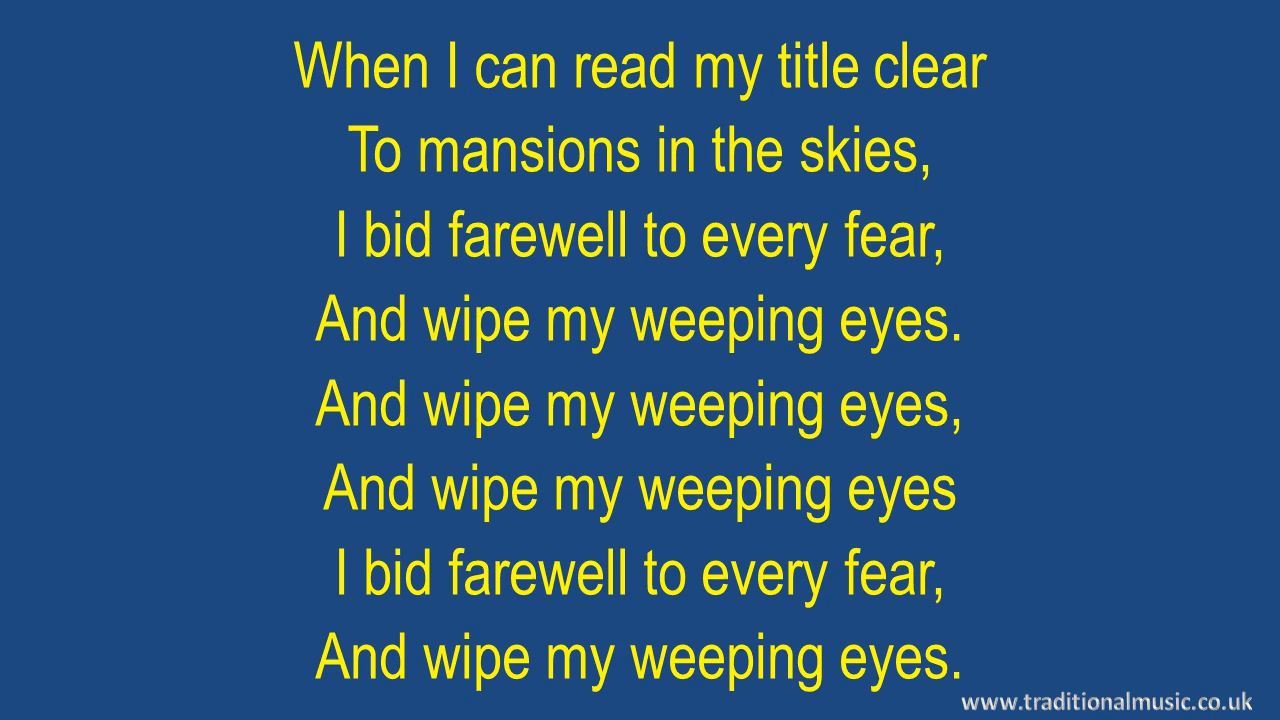 When I can read my title clear
To mansions in the skies,
I bid farewell to every fear,
And wipe my weeping eyes.
And wipe my weeping eyes,
And wipe my weeping eyes
I bid farewell to every fear,
And wipe my weeping eyes.
www.traditionalmusic.co.uk